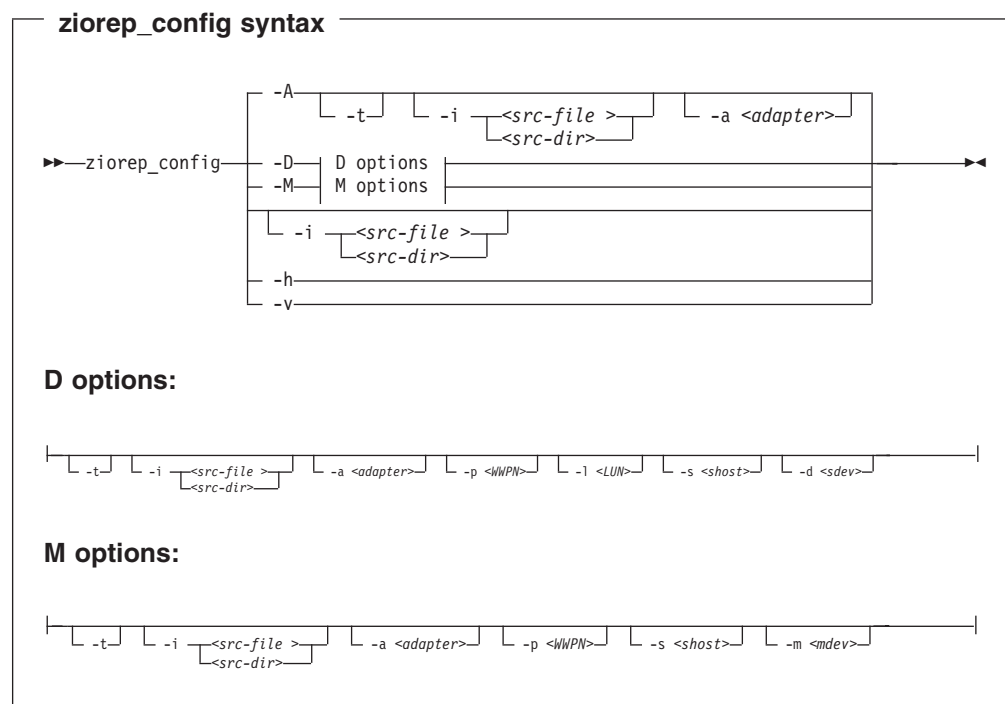 ziorep_config syntax
-A
-t -i <src-file > -a <adapter>
<src-dir>
ziorep_config -D D options
-M M options
-i <src-file >
<src-dir>
-h
-v
D options:
-t -i <src-file > -a <adapter> -p <WWPN> -l <LUN> -s <shost> -d <sdev>
<src-dir>
M options:
-t -i <src-file > -a <adapter> -p <WWPN> -s <shost> -m <mdev>
<src-dir>